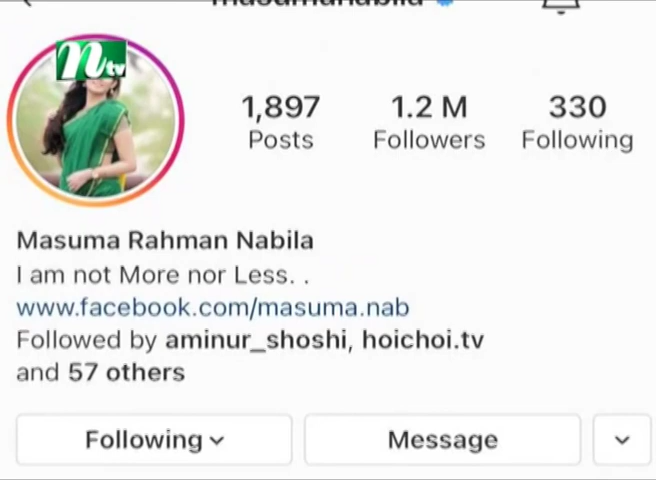 ntv
1,897 1.2 M 330
Posts Followers Following
Masuma Rahman Nabila
I am not More nor Less. .
www.facebook.com/masuma.nab
Followed by aminur_shoshi, hoichoi.tv
and 57 others
Following Message